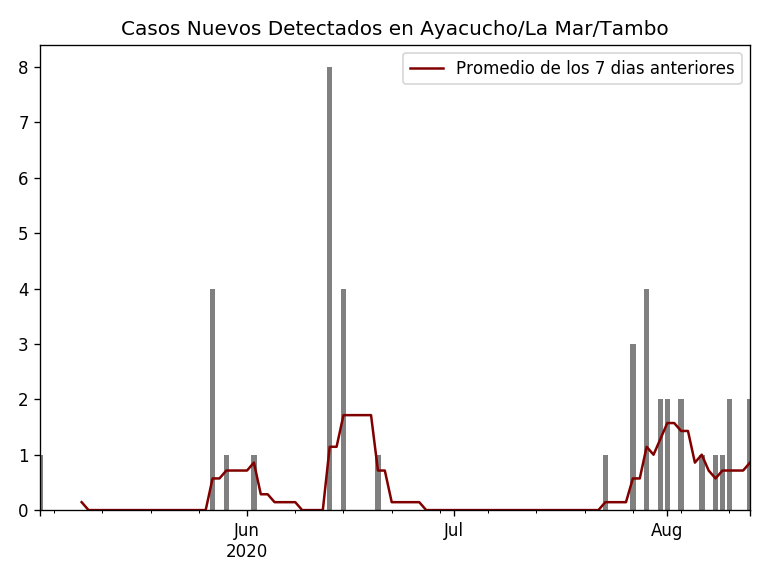 Casos Nuevos Detectados en Ayacucho/La Mar/Tambo
Promedio de los 7 dias anteriores
8
7
6
5
4
3
2
1
0
Jun
2020
Jul
Aug